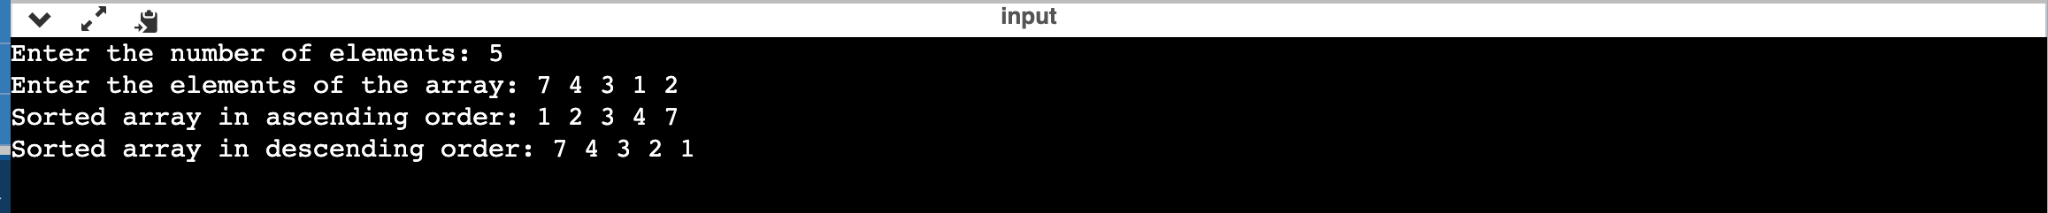 input
Enter the number of elements: 5
Enter the elements of the array: 7 4 3 1 2
Sorted array in ascending order: 1 2 3 4 7
Sorted array in descending order: 7 4 3 2 1